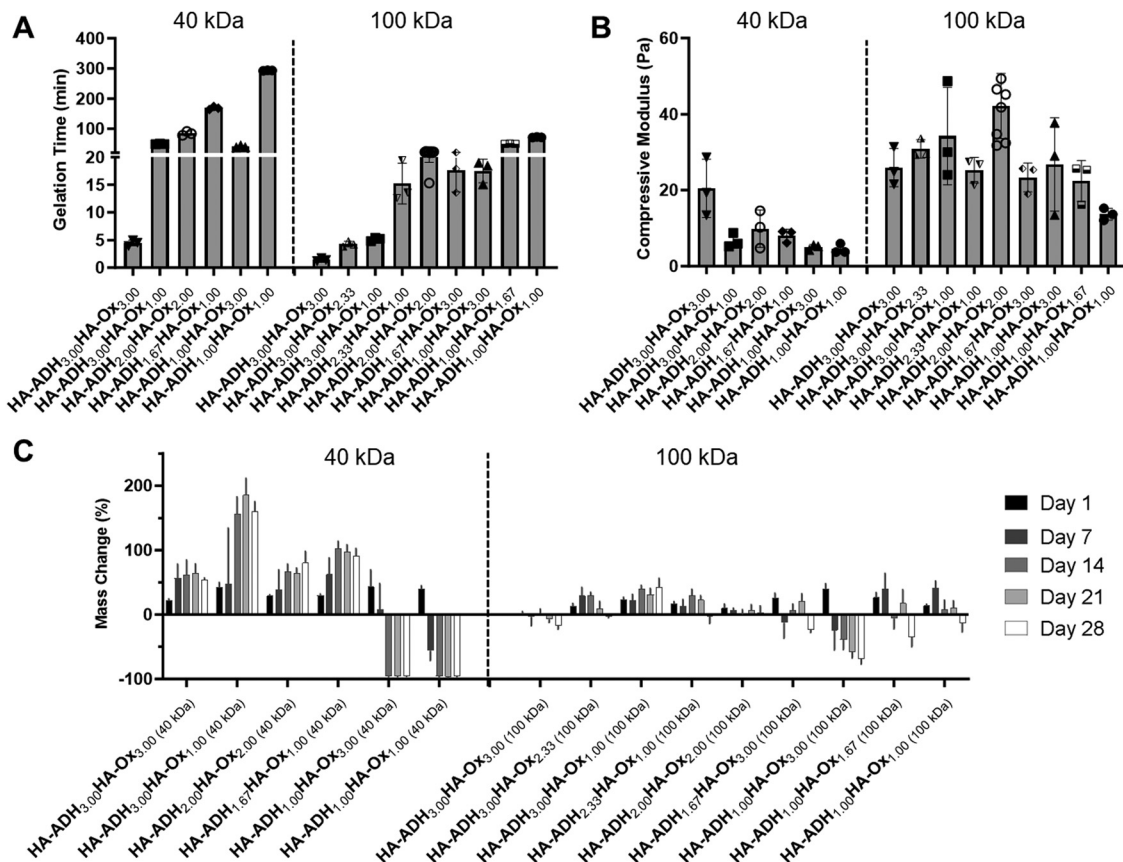 A
40 kDa
100 kDa
Gelation Time (min)
400
300
200
100
20
15
10
5
0
HA-ADH3.00HA-Ox3.00
HA-ADH3.00HA-Ox1.00
HA-ADH2.00HA-Ox2.00
HA-ADH1.67HA-Ox1.00
HA-ADH1.00HA-Ox3.00
HA-ADH1.00HA-Ox1.00
HA-ADH3.00HA-Ox3.00
HA-ADH3.00HA-Ox2.33
HA-ADH3.00HA-Ox1.00
HA-ADH2.33HA-Ox1.00
HA-ADH2.00HA-Ox2.00
HA-ADH1.67HA-Ox3.00
HA-ADH1.00HA-Ox3.00
HA-ADH1.00HA-Ox1.67
HA-ADH1.00HA-Ox1.00
B
40 kDa
100 kDa
Compressive Modulus (Pa)
60
40
20
0
HA-ADH3.00HA-Ox3.00
HA-ADH3.00HA-Ox1.00
HA-ADH2.00HA-Ox2.00
HA-ADH1.67HA-Ox1.00
HA-ADH1.00HA-Ox3.00
HA-ADH1.00HA-Ox1.00
HA-ADH3.00HA-Ox3.00
HA-ADH3.00HA-Ox2.33
HA-ADH3.00HA-Ox1.00
HA-ADH2.33HA-Ox1.00
HA-ADH2.00HA-Ox2.00
HA-ADH1.67HA-Ox3.00
HA-ADH1.00HA-Ox3.00
HA-ADH1.00HA-Ox1.67
HA-ADH1.00HA-Ox1.00
C
40 kDa
100 kDa
Mass Change (%)
200
100
0
-100
HA-ADH3.00HA-Ox3.00 (40 kDa)
HA-ADH3.00HA-Ox1.00 (40 kDa)
HA-ADH2.00HA-Ox2.00 (40 kDa)
HA-ADH1.67HA-Ox1.00 (40 kDa)
HA-ADH1.00HA-Ox3.00 (40 kDa)
HA-ADH1.00HA-Ox1.00 (40 kDa)
HA-ADH3.00HA-Ox3.00 (100 kDa)
HA-ADH3.00HA-Ox2.33 (100 kDa)
HA-ADH3.00HA-Ox1.00 (100 kDa)
HA-ADH2.33HA-Ox1.00 (100 kDa)
HA-ADH2.00HA-Ox2.00 (100 kDa)
HA-ADH1.67HA-Ox3.00 (100 kDa)
HA-ADH1.00HA-Ox3.00 (100 kDa)
HA-ADH1.00HA-Ox1.67 (100 kDa)
HA-ADH1.00HA-Ox1.00 (100 kDa)
Day 1
Day 7
Day 14
Day 21
Day 28